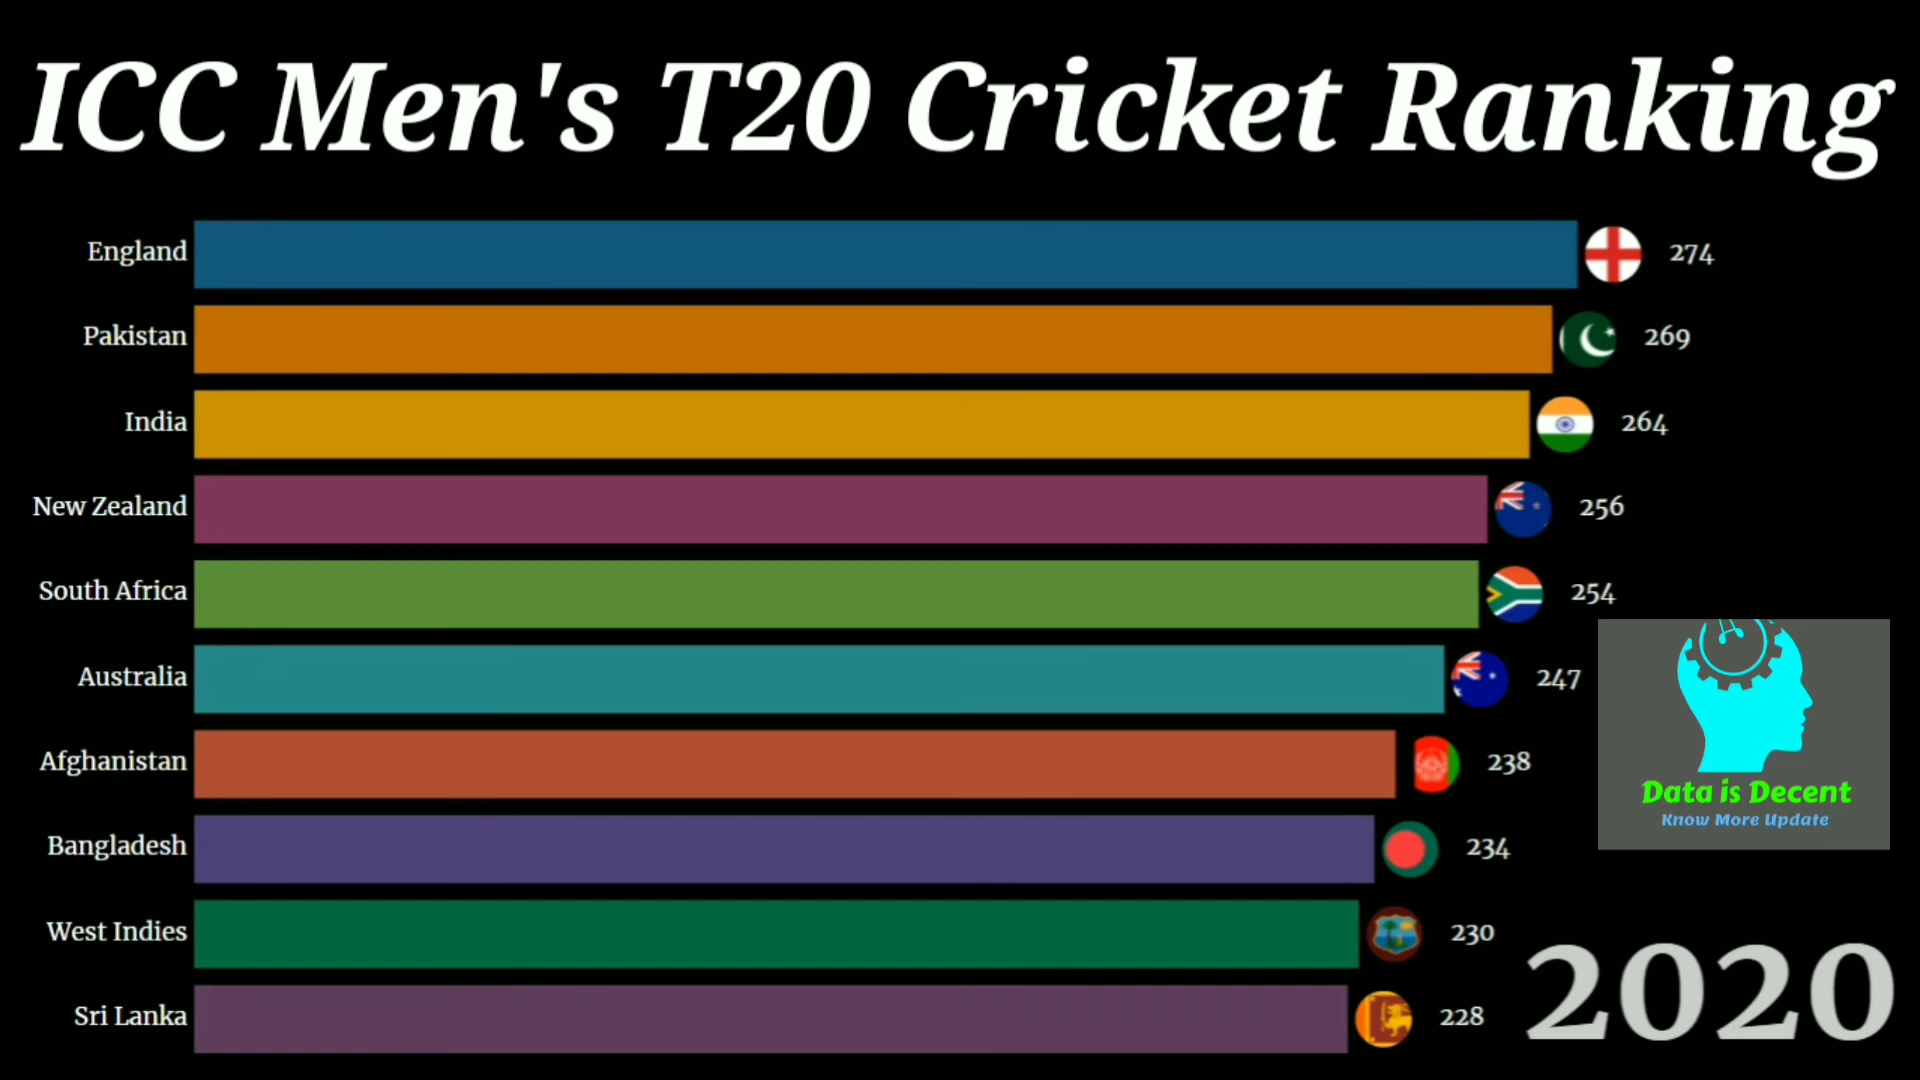 ICC Men's T20 Cricket Ranking
England 274
Pakistan 269
India 264
New Zealand 256
South Africa 254
Australia 247
Afghanistan 238
Bangladesh 234
West Indies 230
Sri Lanka 228
Data is Decent
Know More Update
2020